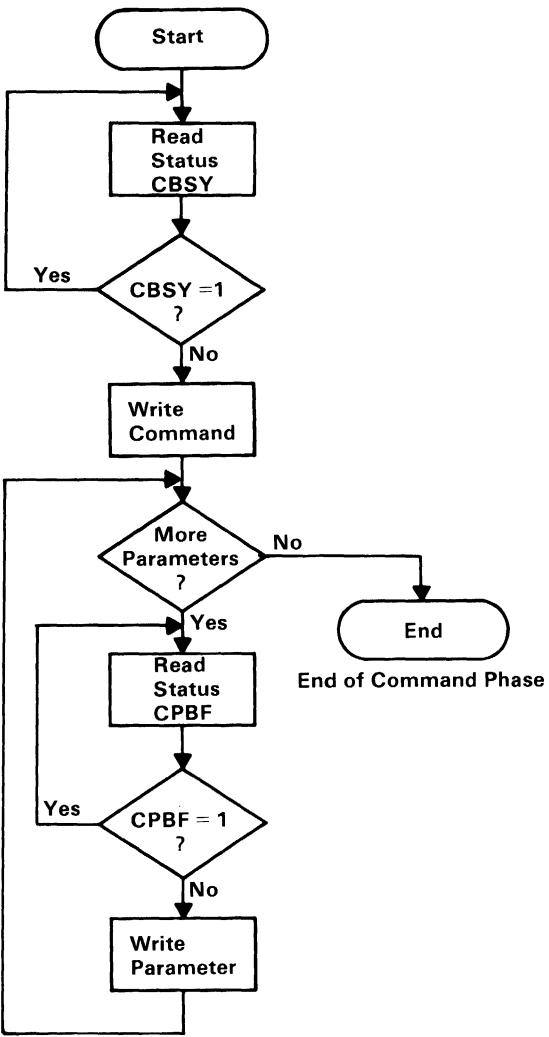 Start
Read
Status
CBSY
Yes
CBSY =1
?
No
Write
Command
More
Parameters
?
No
Yes
End
End of Command Phase
Read
Status
CPBF
Yes
CPBF = 1
?
No
Write
Parameter